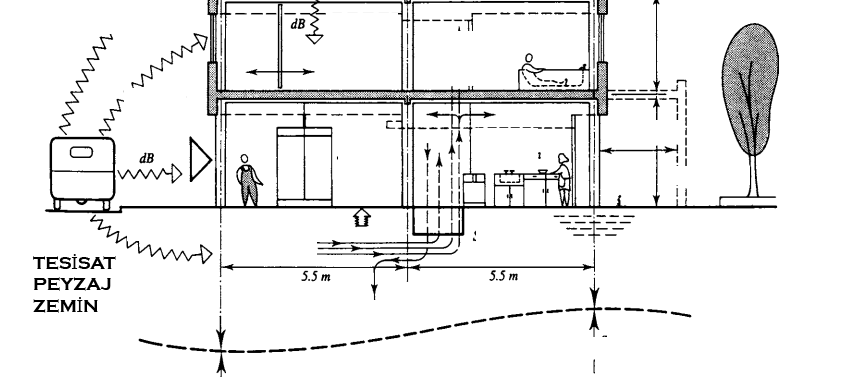 dB
dB
5.5 m
5.5 m
TESİSAT
PEYZAJ
ZEMİN